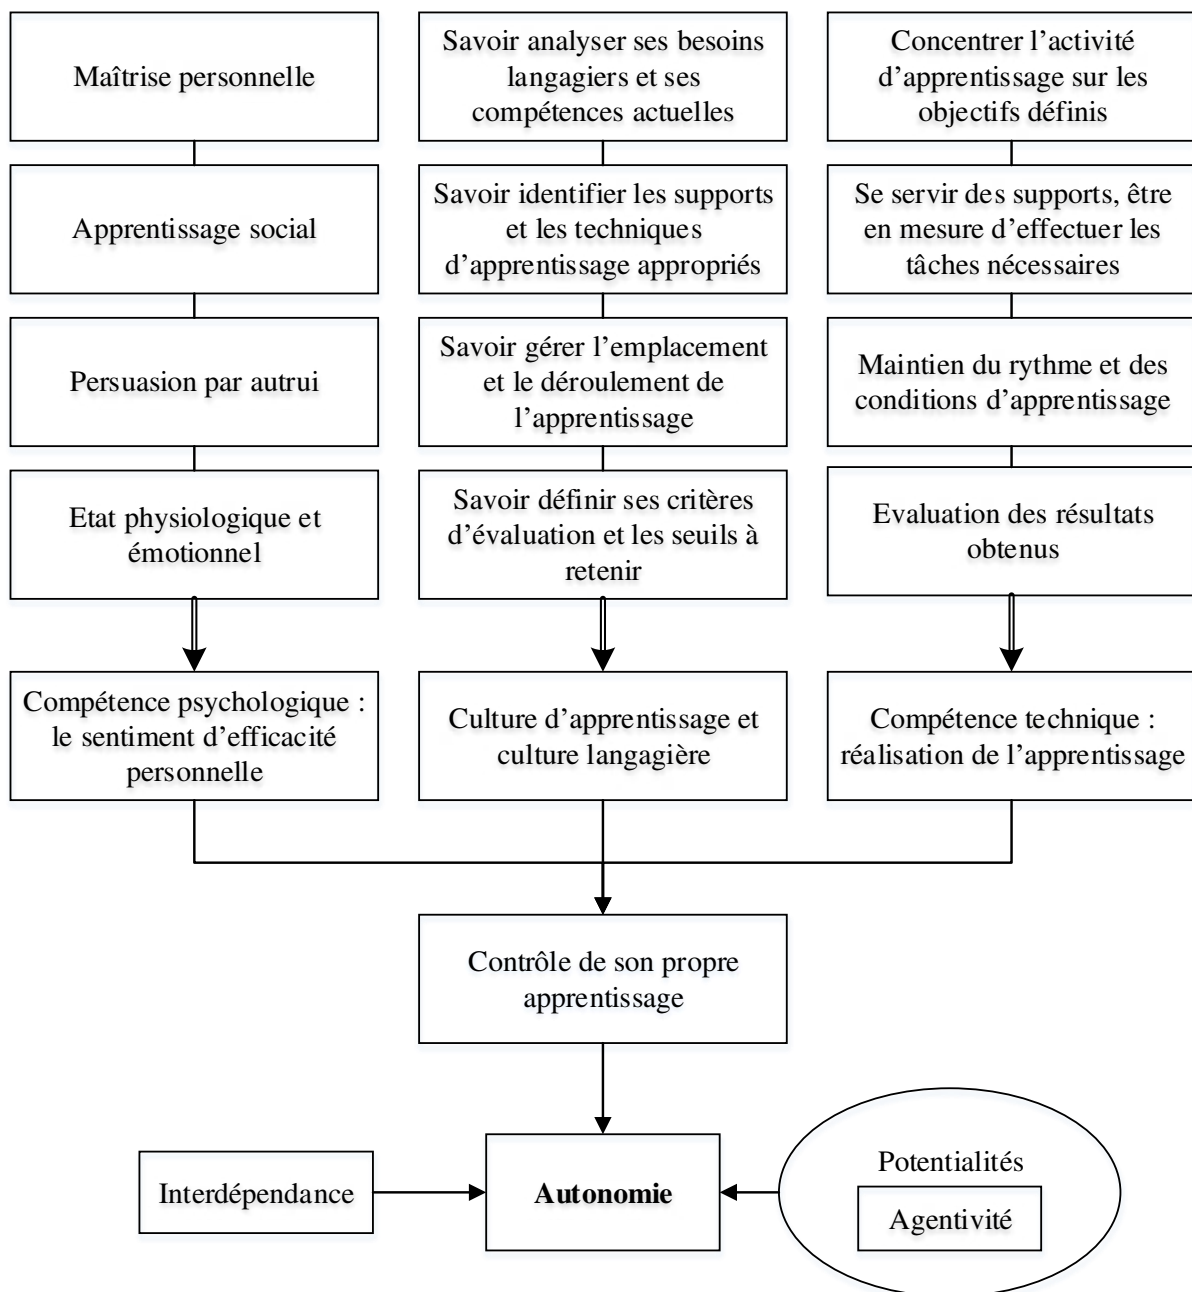 Maîtrise personnelle
Savoir analyser ses besoins
langagiers et ses
compétences actuelles
Concentrer l’activité
d’apprentissage sur les
objectifs définis
Apprentissage social
Savoir identifier les supports
et les techniques
d’apprentissage appropriés
Se servir des supports, être
en mesure d’effectuer les
tâches nécessaires
Persuasion par autrui
Savoir gérer l’emplacement
et le déroulement de
l’apprentissage
Maintien du rythme et des
conditions d’apprentissage
Etat physiologique et
émotionnel
Savoir définir ses critères
d’évaluation et les seuils à
retenir
Evaluation des résultats
obtenus
Compétence psychologique :
le sentiment d’efficacité
personnelle
Culture d’apprentissage et
culture langagière
Compétence technique :
réalisation de l’apprentissage
Contrôle de son propre
apprentissage
Interdépendance
Autonomie
Potentialités
Agentivité